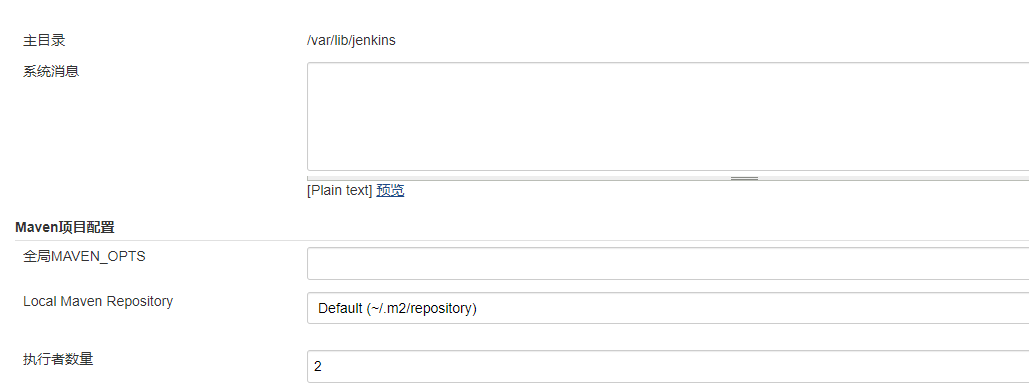 主目录 /var/lib/jenkins
系统消息
[Plain text] 预览
Maven项目配置
全局MAVEN_OPTS
Local Maven Repository Default (~/.m2/repository)
执行者数量 2